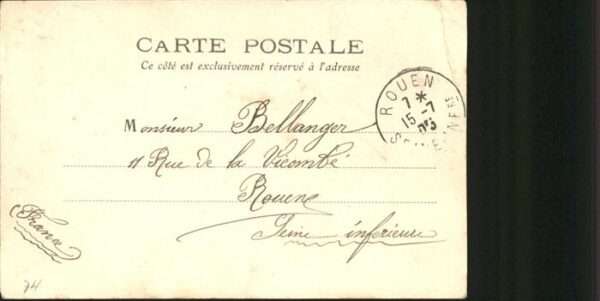 CARTE POSTALE
Ce côté est exclusivement réservé à l'adresse
ROUEN
7 *
15 - 7
Monsieur Bellanger
11 Rue de la Vicomté
Rouen
Seine inférieure
(France)
74